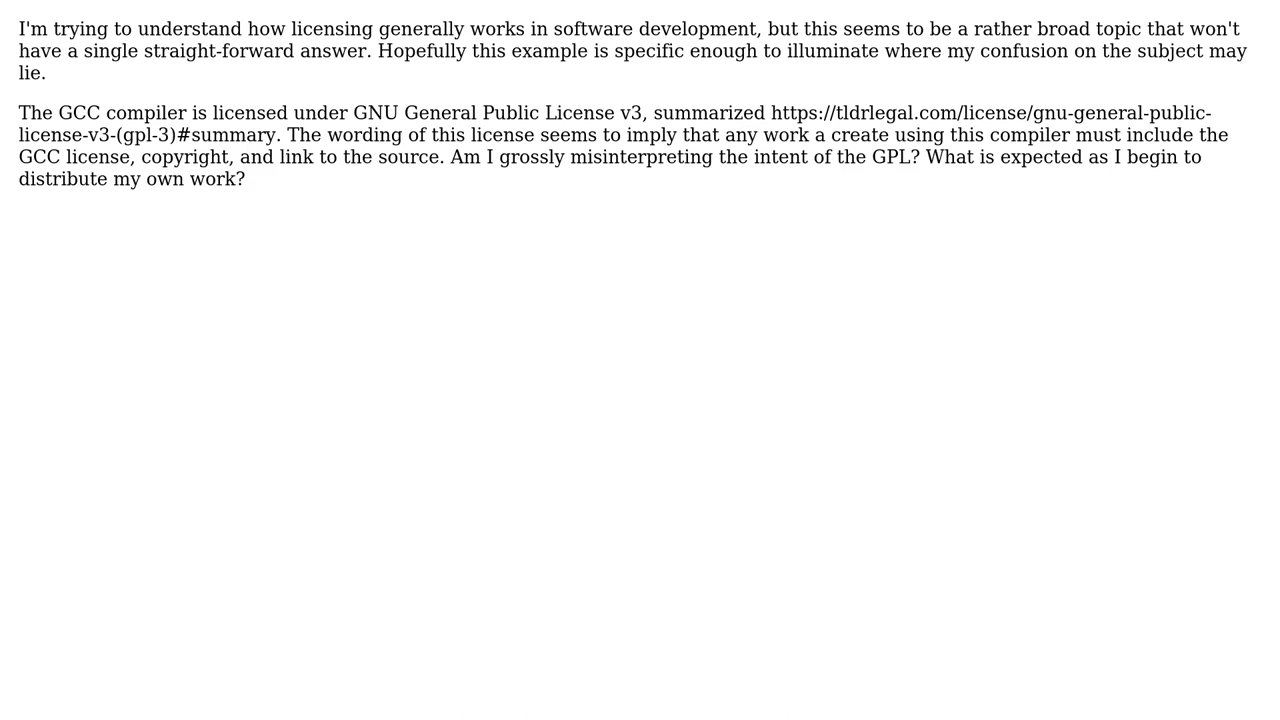 I'm trying to understand how licensing generally works in software development, but this seems to be a rather broad topic that won't
have a single straight-forward answer. Hopefully this example is specific enough to illuminate where my confusion on the subject may
lie.
The GCC compiler is licensed under GNU General Public License v3, summarized https://tldrlegal.com/license/gnu-general-public-
license-v3-(gpl-3)#summary. The wording of this license seems to imply that any work a create using this compiler must include the
GCC license, copyright, and link to the source. Am I grossly misinterpreting the intent of the GPL? What is expected as I begin to
distribute my own work?